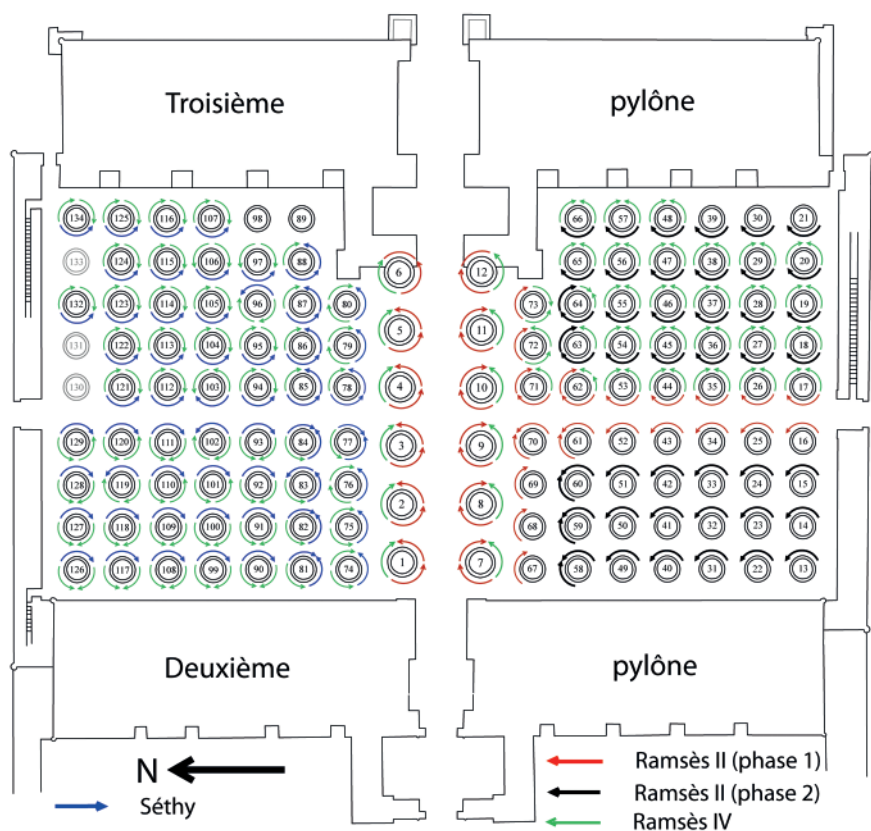 Troisième pylône
134 125 116 107 98 89 66 57 48 39 30 21
133 124 115 106 97 88 6 12 65 56 47 38 29 20
132 123 114 105 96 87 80 73 64 55 46 37 28 19
5 11
131 122 113 104 95 86 79 72 63 54 45 36 27 18
130 121 112 103 94 85 78 4 10 71 62 53 44 35 26 17
129 120 111 102 93 84 77 3 9 70 61 52 43 34 25 16
128 119 110 101 92 83 76 69 60 51 42 33 24 15
2 8
127 118 109 100 91 82 75 68 59 50 41 32 23 14
126 117 108 99 90 81 74 1 7 67 58 49 40 31 22 13
Deuxième pylône
N
Séthy
Ramsès II (phase 1)
Ramsès II (phase 2)
Ramsès IV